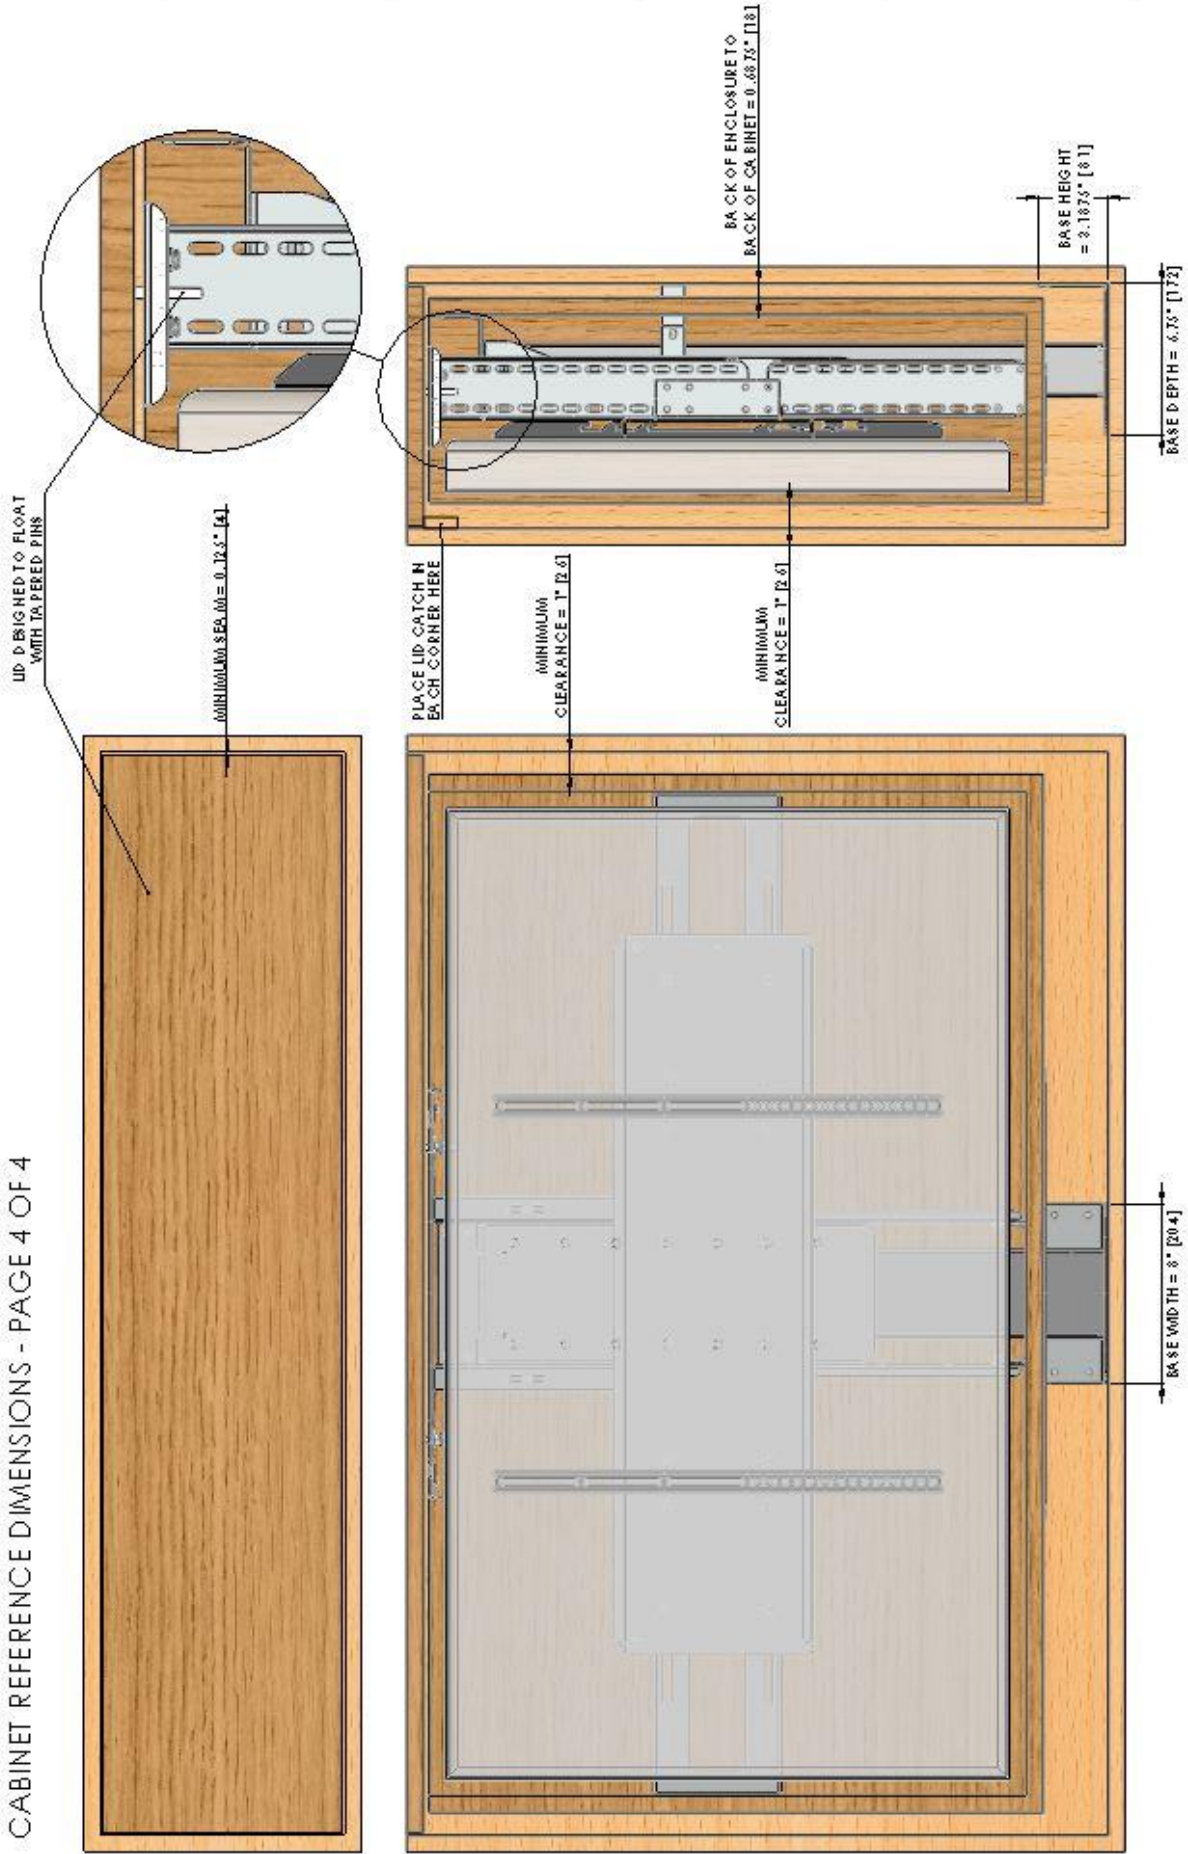 CABINET REFERENCE DIMENSIONS - PAGE 4 OF 4
LID DESIGNED TO FLOAT
WITH TAPERED PINS
MINIMUM SEAM = 0.125" [4]
PLACE LID CATCH IN
EACH CORNER HERE
MINIMUM
CLEARANCE = 1" [26]
MINIMUM
CLEARANCE = 1" [26]
BACK OF ENCLOSURE TO
BACK OF CABINET = 0.6875" [18]
BASE HEIGHT
= 3.1875" [81]
BASE DEPTH = 6.75" [172]
BASE WIDTH = 8" [204]